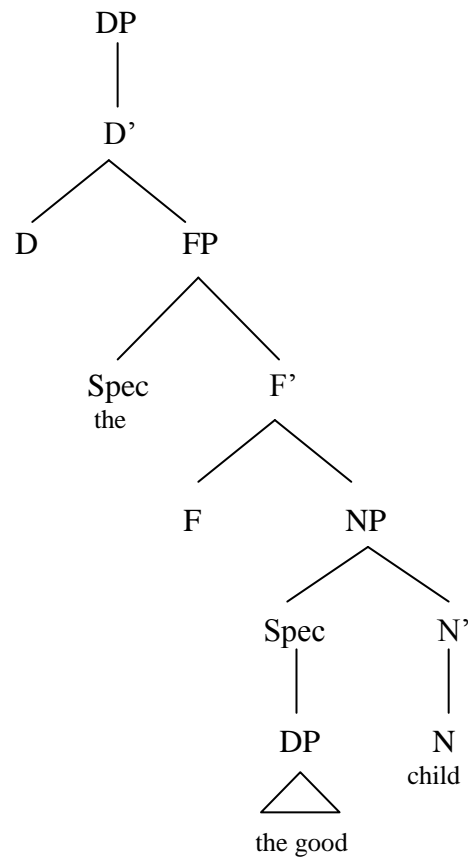 DP
D’
D FP
Spec F’
the
F NP
Spec N’
DP N
child
the good